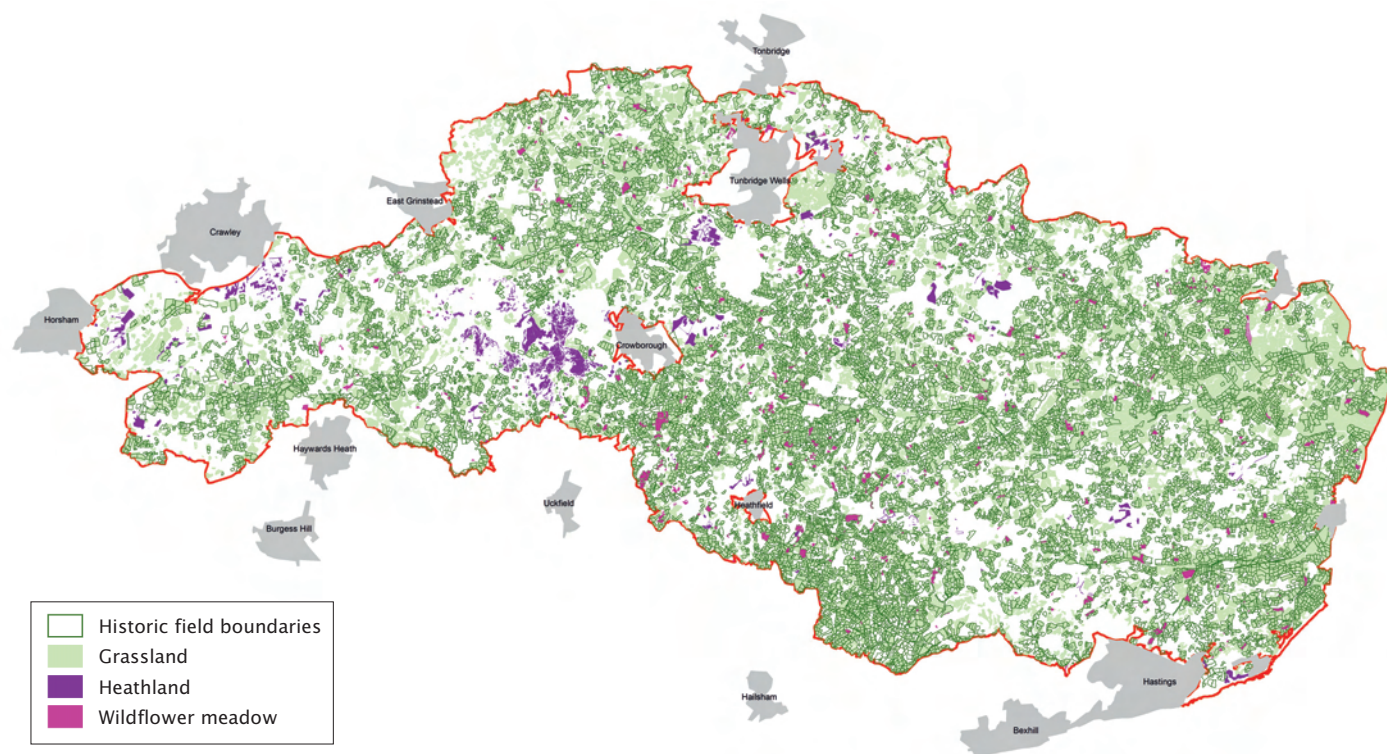 Tonbridge
Tunbridge Wells
East Grinstead
Crawley
Horsham
Crowborough
Haywards Heath
Uckfield
Heathfield
Burgess Hill
Hailsham
Hastings
Bexhill
Historic field boundaries
Grassland
Heathland
Wildflower meadow